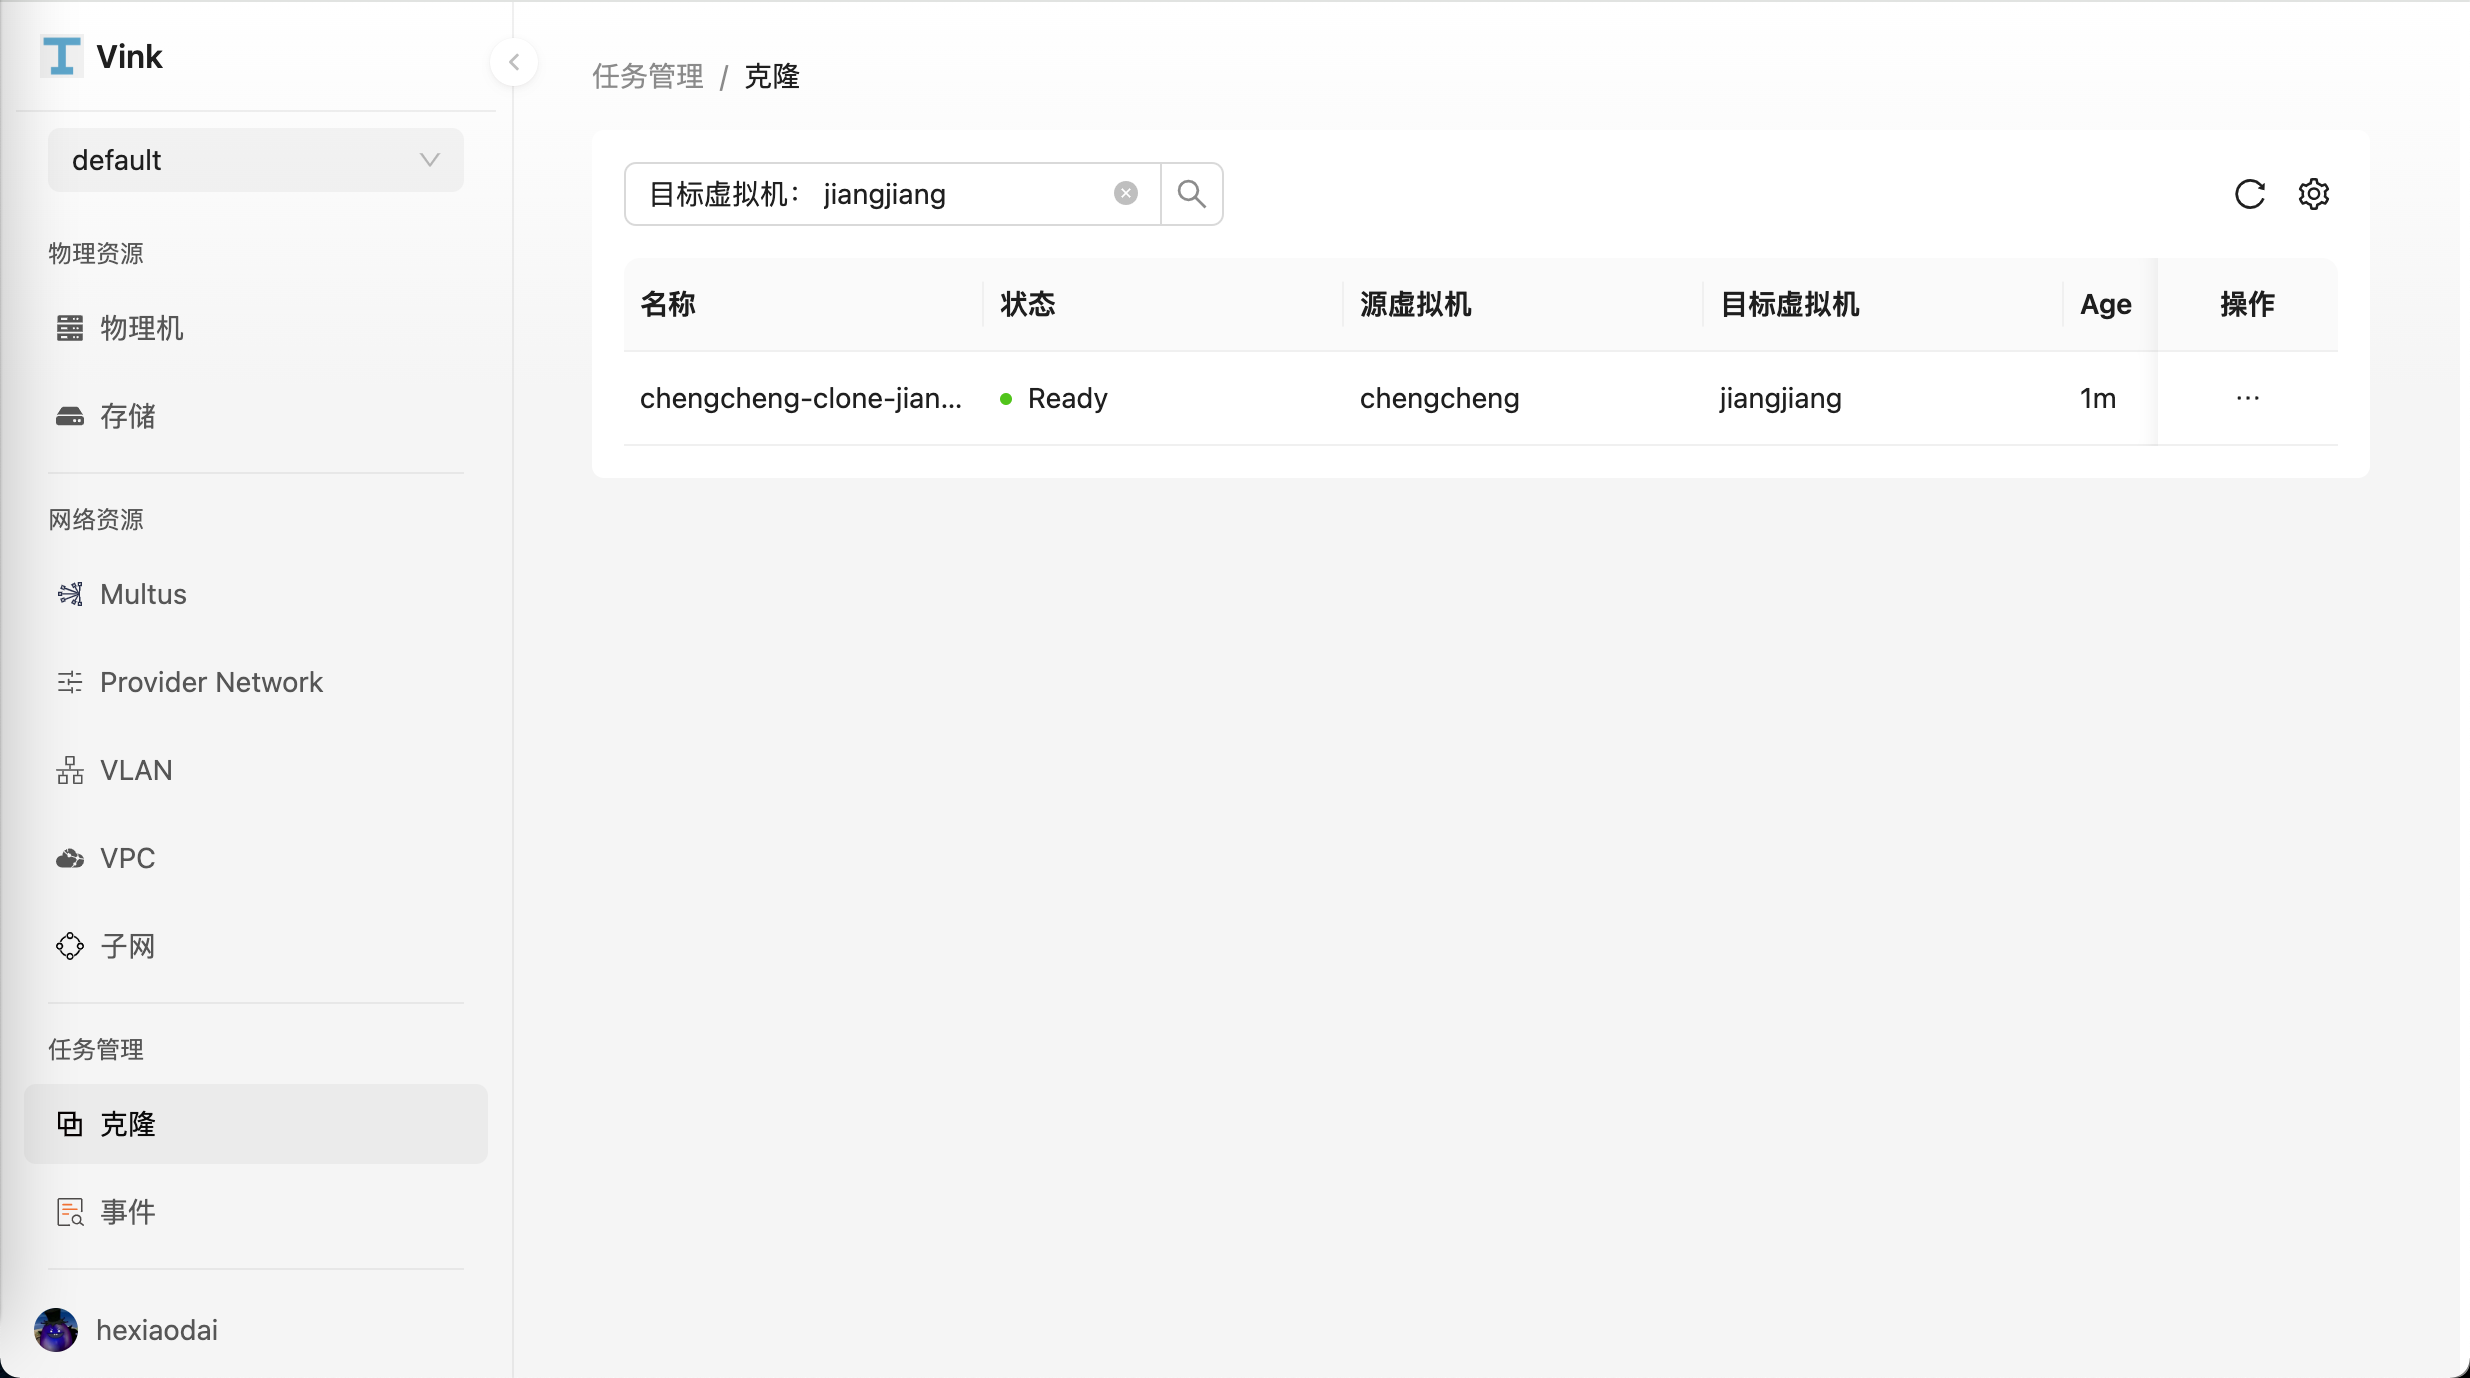 Vink
default
物理资源
物理机
存储
网络资源
Multus
Provider Network
VLAN
VPC
子网
任务管理
克隆
事件
hexiaodai
任务管理 / 克隆
目标虚拟机： jiangjiang
名称 状态 源虚拟机 目标虚拟机 Age 操作
chengcheng-clone-jian... Ready chengcheng jiangjiang 1m ...